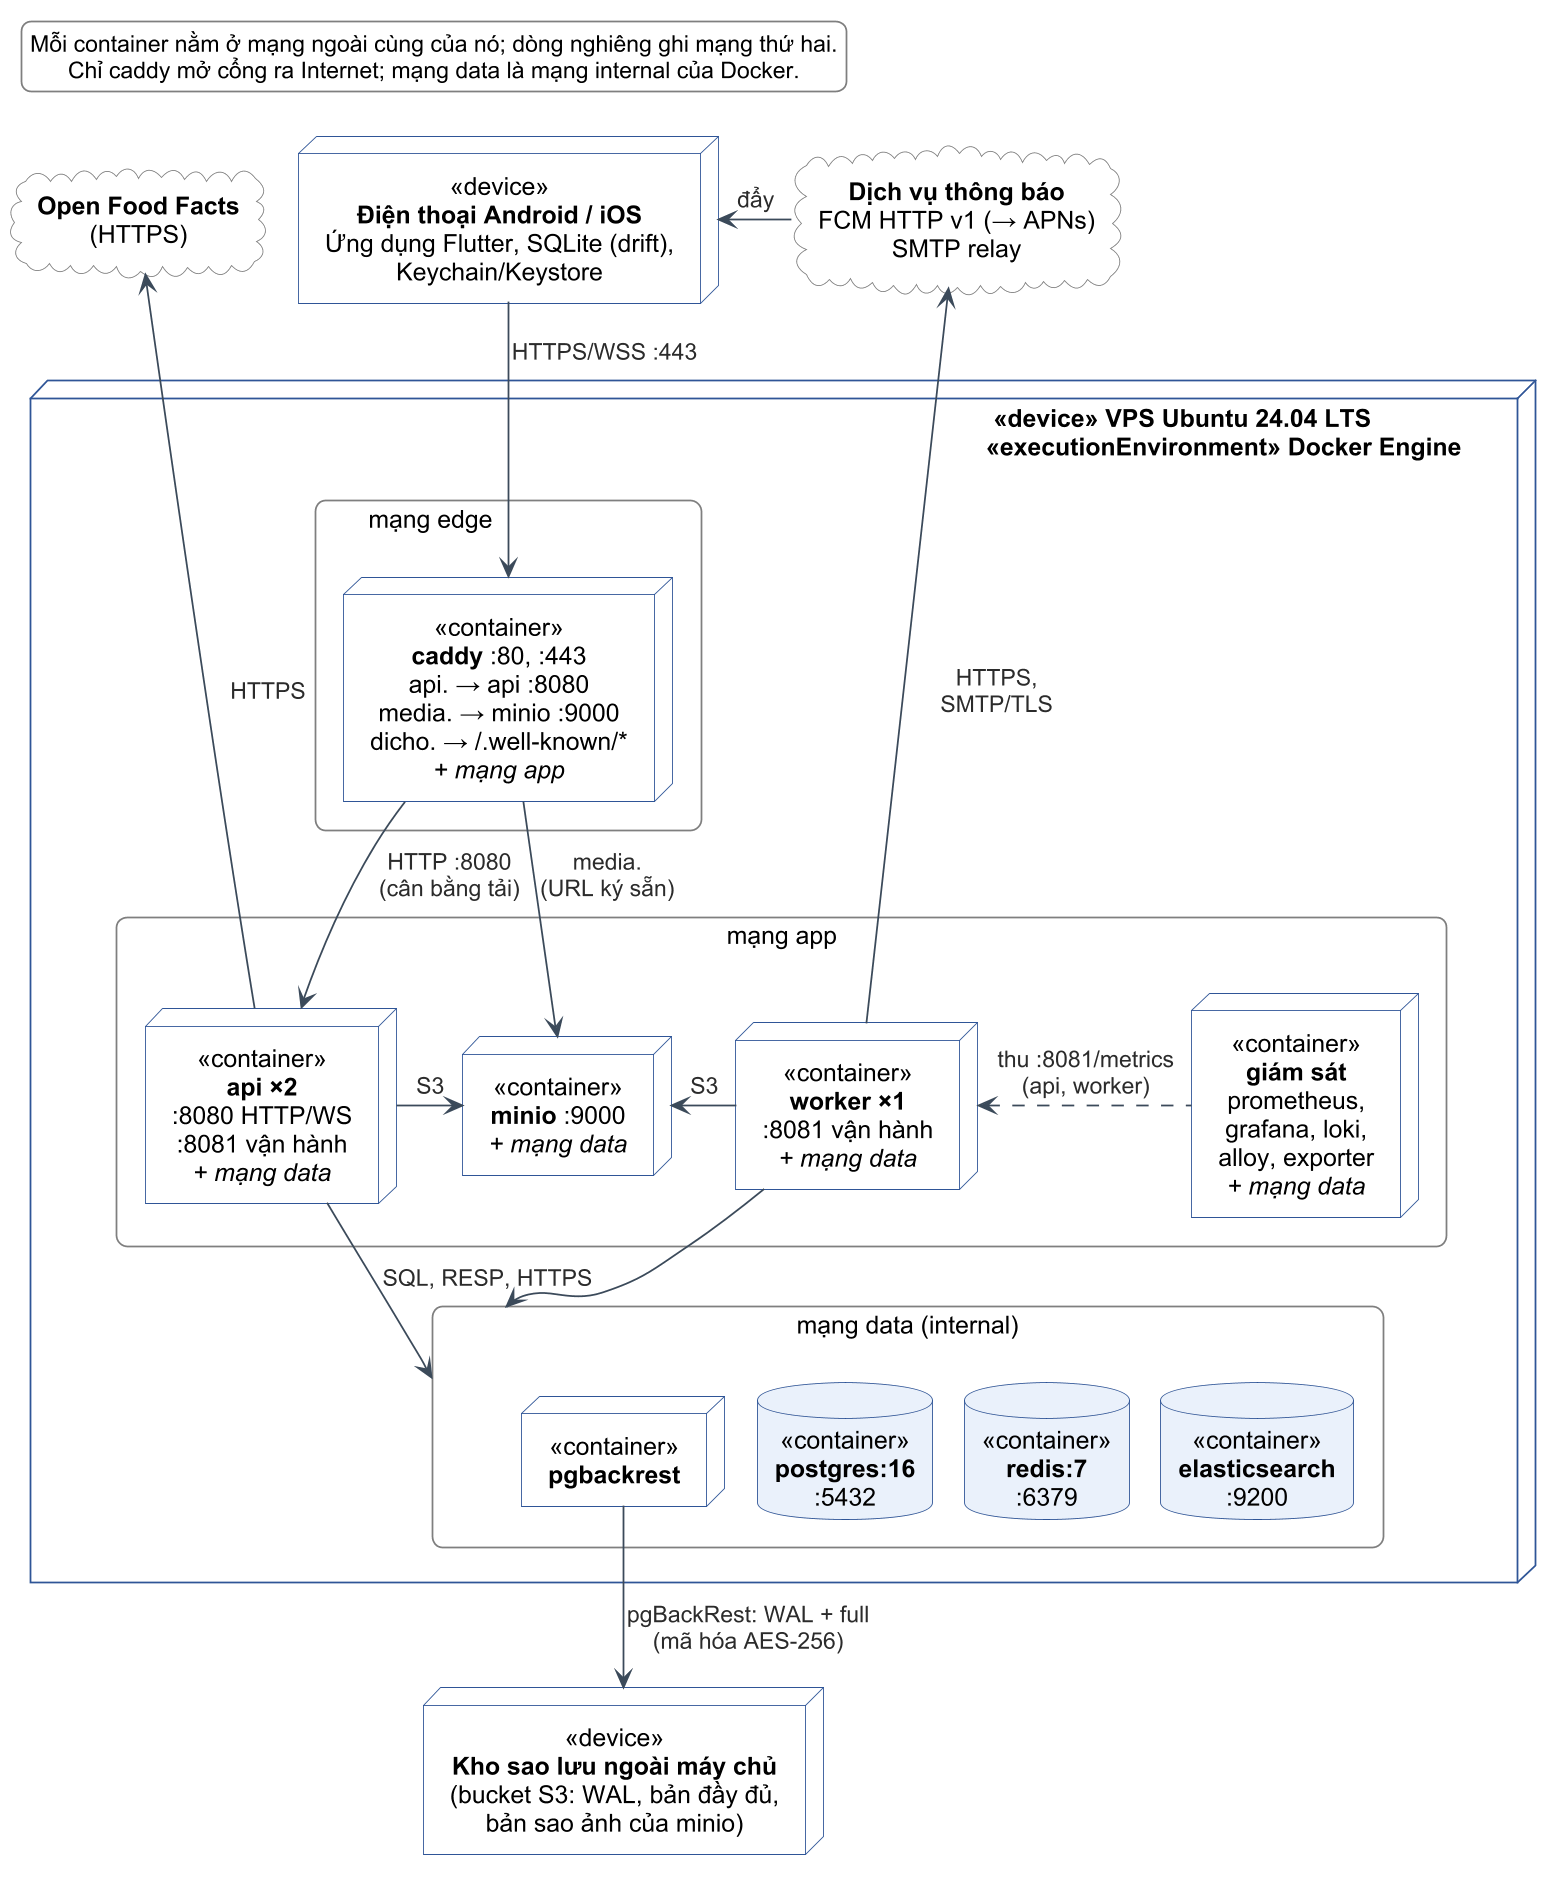 Mỗi container nằm ở mạng ngoài cùng của nó; dòng nghiêng ghi mạng thứ hai.
Chỉ caddy mở cổng ra Internet; mạng data là mạng internal của Docker.
Open Food Facts
(HTTPS)
«device»
Điện thoại Android / iOS
Ứng dụng Flutter, SQLite (drift),
Keychain/Keystore
đẩy
Dịch vụ thông báo
FCM HTTP v1 (→ APNs)
SMTP relay
HTTPS/WSS :443
«device» VPS Ubuntu 24.04 LTS
«executionEnvironment» Docker Engine
mạng edge
«container»
caddy :80, :443
api. → api :8080
media. → minio :9000
dicho. → /.well-known/*
+ mạng app
HTTPS
HTTPS,
SMTP/TLS
HTTP :8080
(cân bằng tải)
media.
(URL ký sẵn)
mạng app
«container»
api ×2
:8080 HTTP/WS
:8081 vận hành
+ mạng data
S3
«container»
minio :9000
+ mạng data
S3
«container»
worker ×1
:8081 vận hành
+ mạng data
thu :8081/metrics
(api, worker)
«container»
giám sát
prometheus,
grafana, loki,
alloy, exporter
+ mạng data
SQL, RESP, HTTPS
mạng data (internal)
«container»
pgbackrest
«container»
postgres:16
:5432
«container»
redis:7
:6379
«container»
elasticsearch
:9200
pgBackRest: WAL + full
(mã hóa AES-256)
«device»
Kho sao lưu ngoài máy chủ
(bucket S3: WAL, bản đầy đủ,
bản sao ảnh của minio)